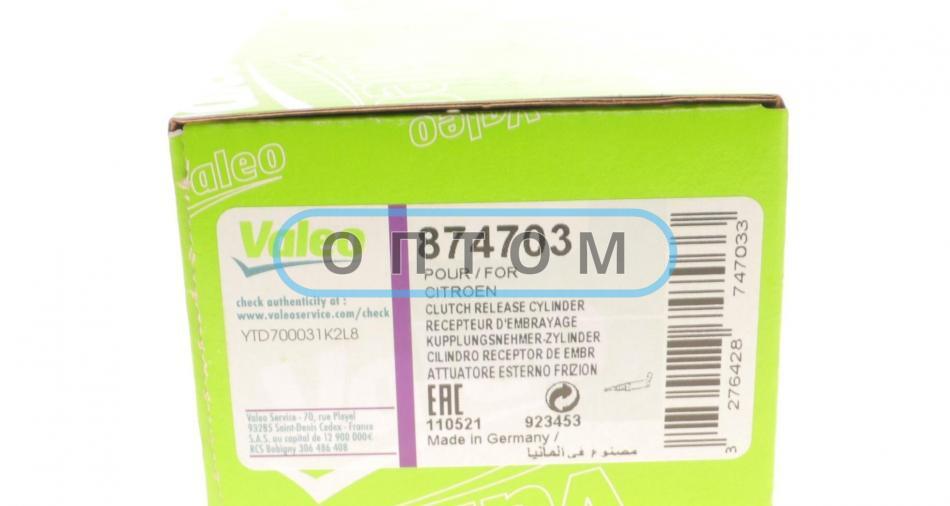 Valeo
Valeo
Valeo
Valeo
check authenticity at :
www.valeoservice.com/check
YTD700031K2L8
Valeo Service - 70, rue Pleyel
93285 Saint-Denis Cedex - France
S.A.S. au capital de 12 900 000€
RCS Bobigny 306 486 408
874703
ОПТОМ
POUR / FOR
CITROEN
CLUTCH RELEASE CYLINDER
RECEPTEUR D'EMBRAYAGE
KUPPLUNGSNEHMER-ZYLINDER
CILINDRO RECEPTOR DE EMBR
ATTUATORE ESTERNO FRIZION
EAC
110521 923453
Made in Germany / مصنوع في المانيا
3 276428 747033